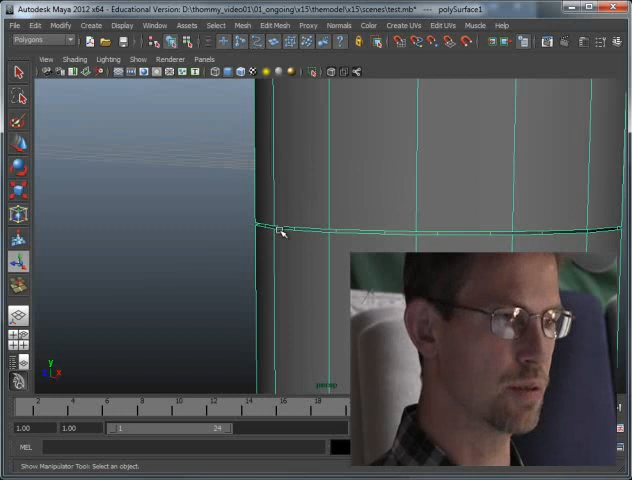 Autodesk Maya 2012 x64 - Educational Version: D:\thommy_video01\01_ongoing\x15\themodel\x15\scenes\test.mb* --- polySurface1
File Edit Modify Create Display Window Assets Select Mesh Edit Mesh Proxy Normals Color Create UVs Edit UVs Muscle Help
Polygons
View Shading Lighting Show Renderer Panels
y
x
persp
2 4 6 8 10 12 14 16 18
1.00 1.00 1 24
MEL
Show Manipulator Tool: Select an object.